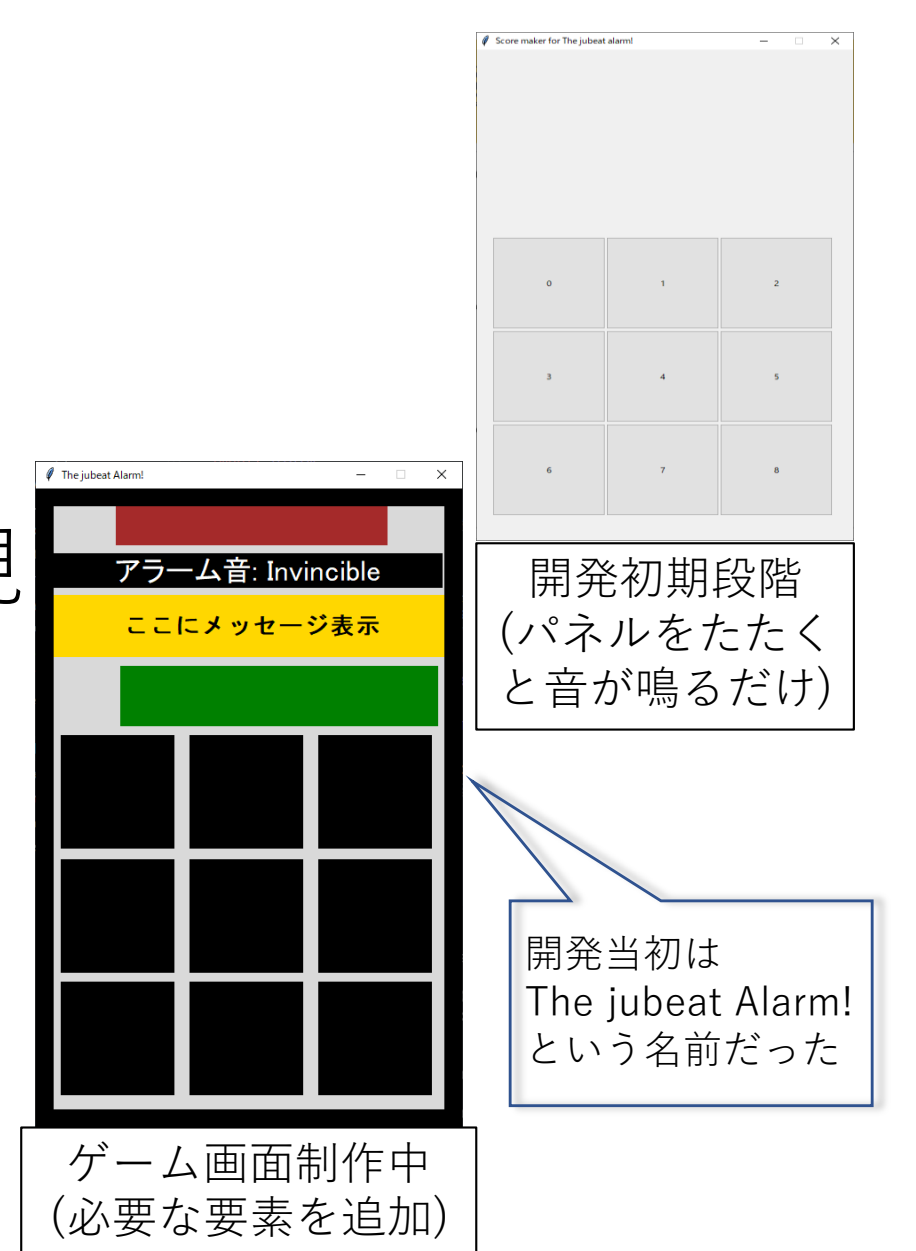 Score maker for The jubeat alarm!
0 1 2
3 4 5
6 7 8
開発初期段階
(パネルをたたく
と音が鳴るだけ)
The jubeat Alarm!
アラーム音: Invincible
ここにメッセージ表示
開発当初は
The jubeat Alarm!
という名前だった
ゲーム画面制作中
(必要な要素を追加)